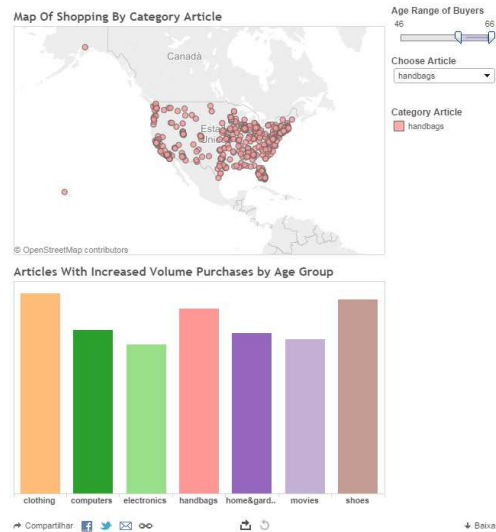 Map Of Shopping By Category Article
Age Range of Buyers
46 66
Choose Article
handbags
Category Article
handbags
Canadá
Esta
Unid
© OpenStreetMap contributors
Articles With Increased Volume Purchases by Age Group
clothing computers electronics handbags home&gard.. movies shoes
Compartilhar
Baixa